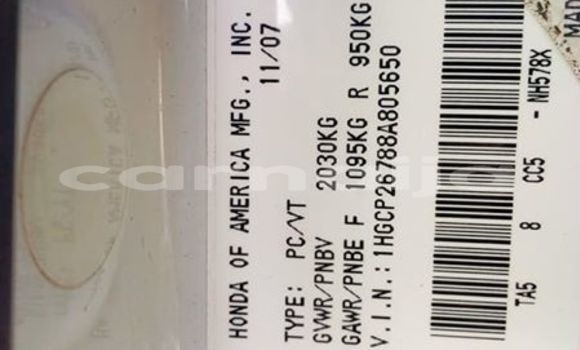 HONDA OF AMERICA MFG., INC.
11/07
TYPE: PC/VT
GVWR/PNBV 2030KG
GAWR/PNBE F 1095KG R 950KG
V.I.N.: 1HGCP26788A805650
TA5 8 CC5 - NH578X
MAD